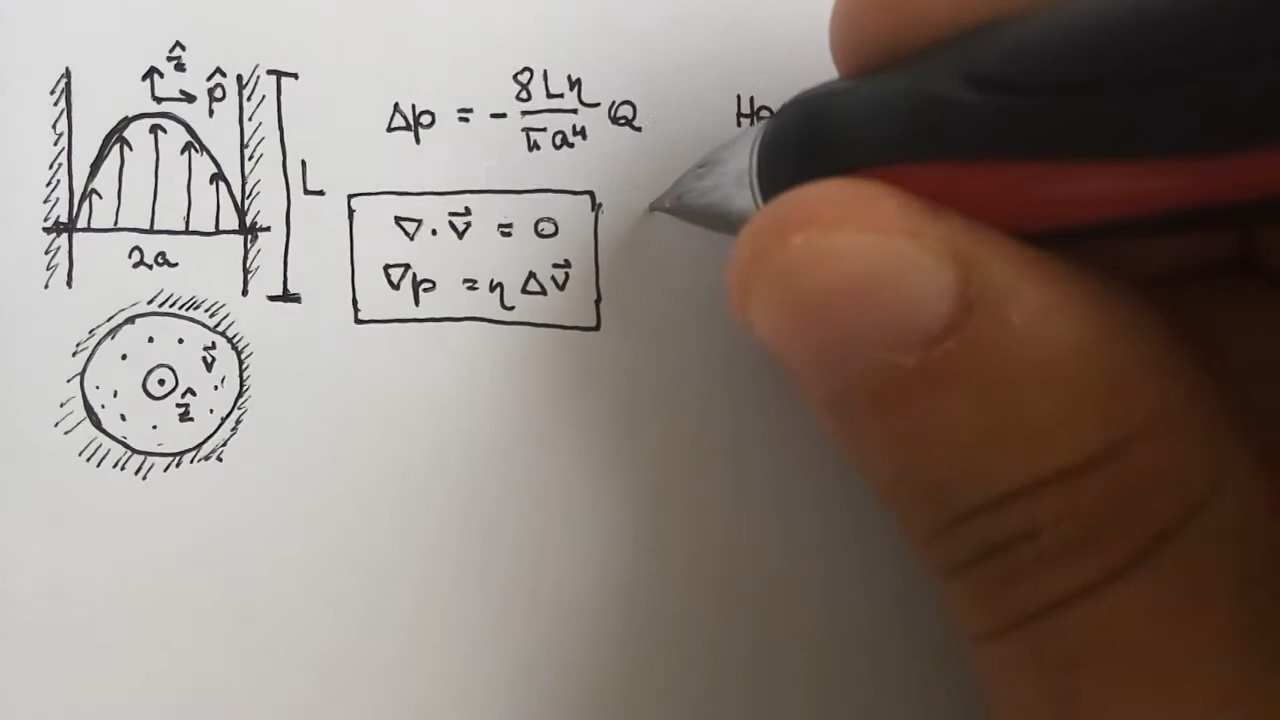 ẑ
ρ̂
L
2a
v⃗
ẑ
Δp = - 8Lη / πa⁴ Q
∇ · v⃗ = 0
∇p = η Δv⃗